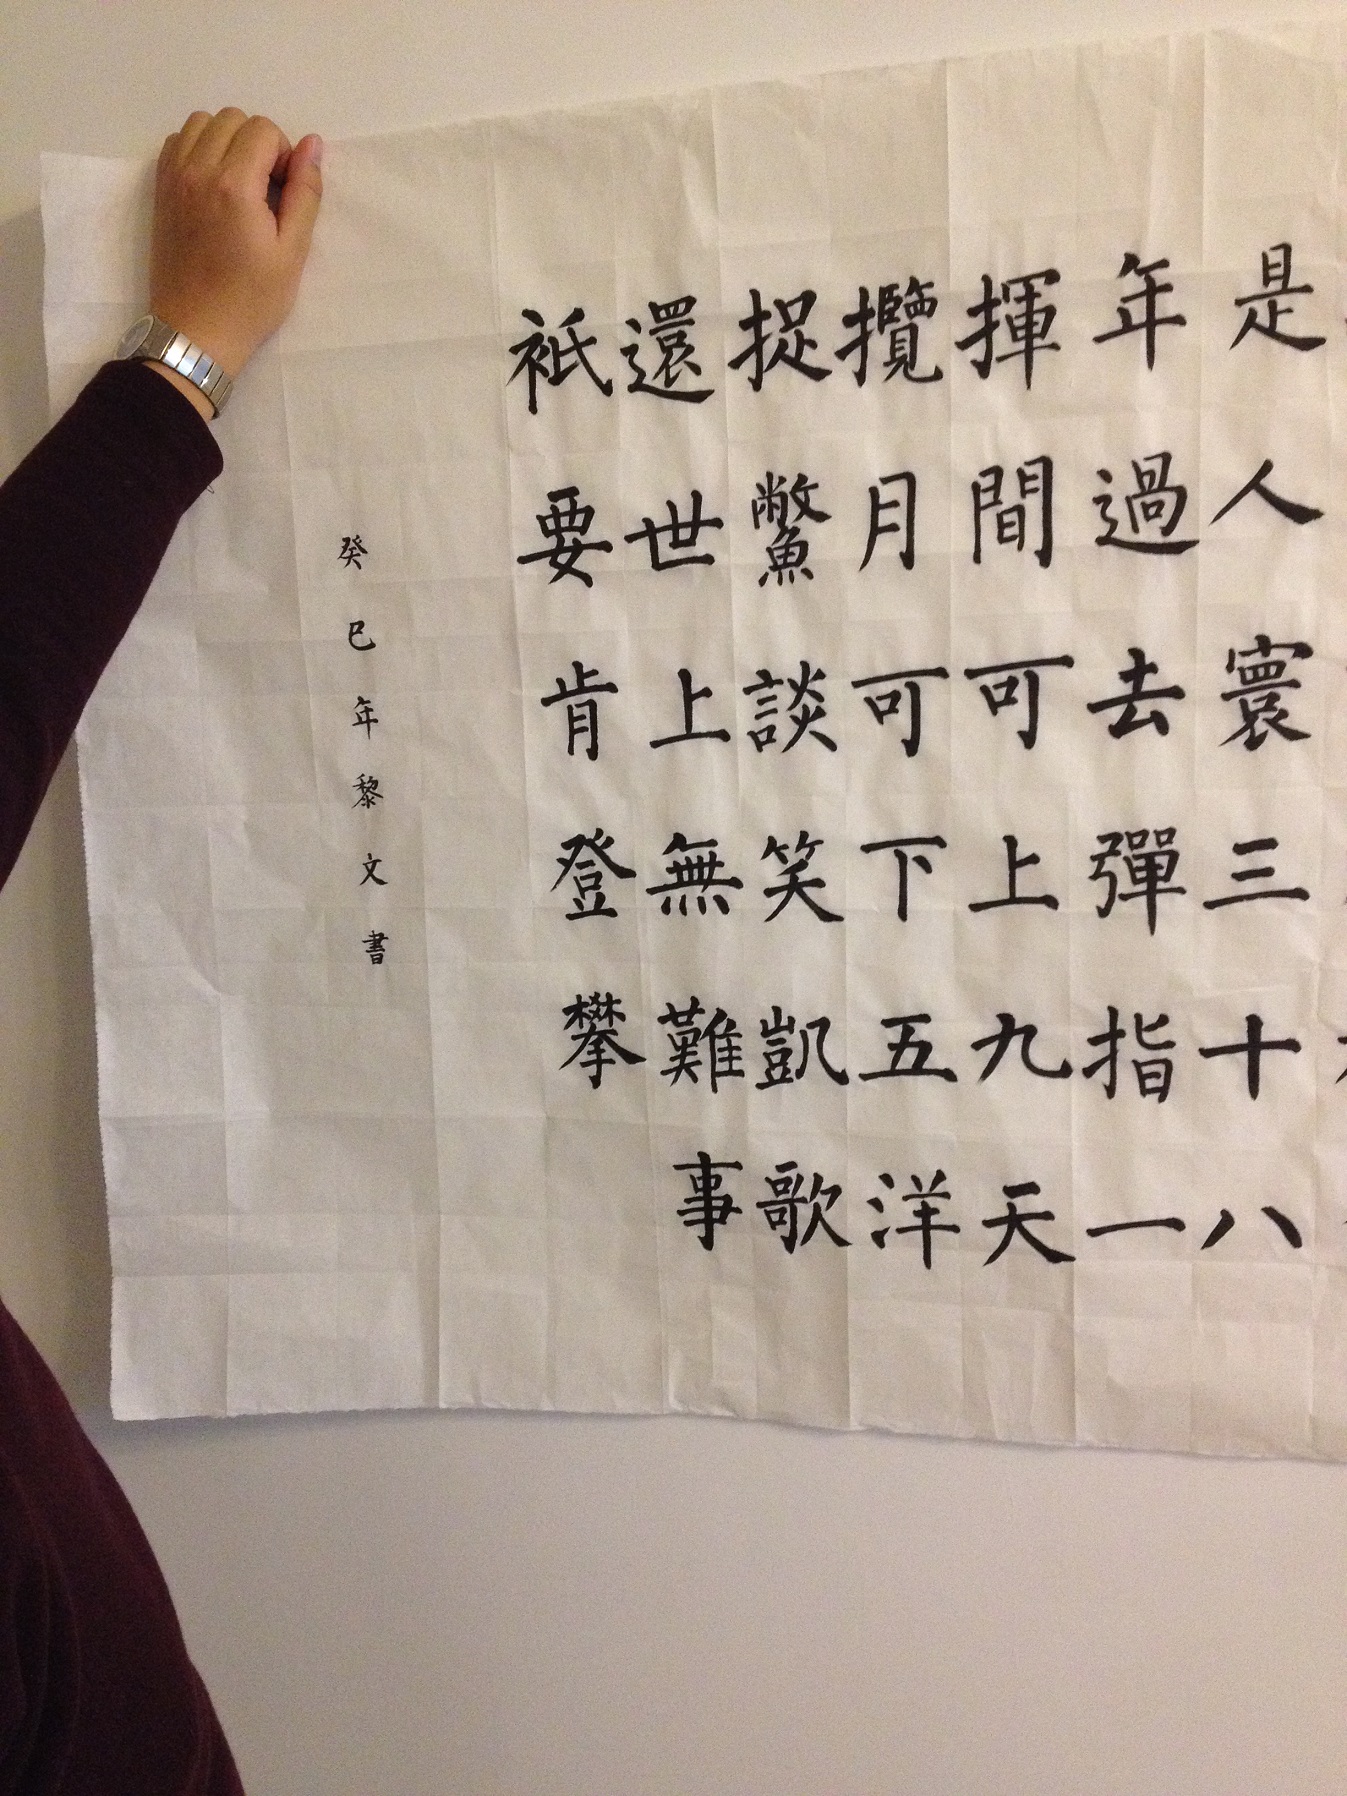 是人寰三十八
年過去彈指一
揮間可上九天
攬月可下五洋
捉鱉談笑凱歌
還世上無難事
衹要肯登攀
癸巳年黎文書